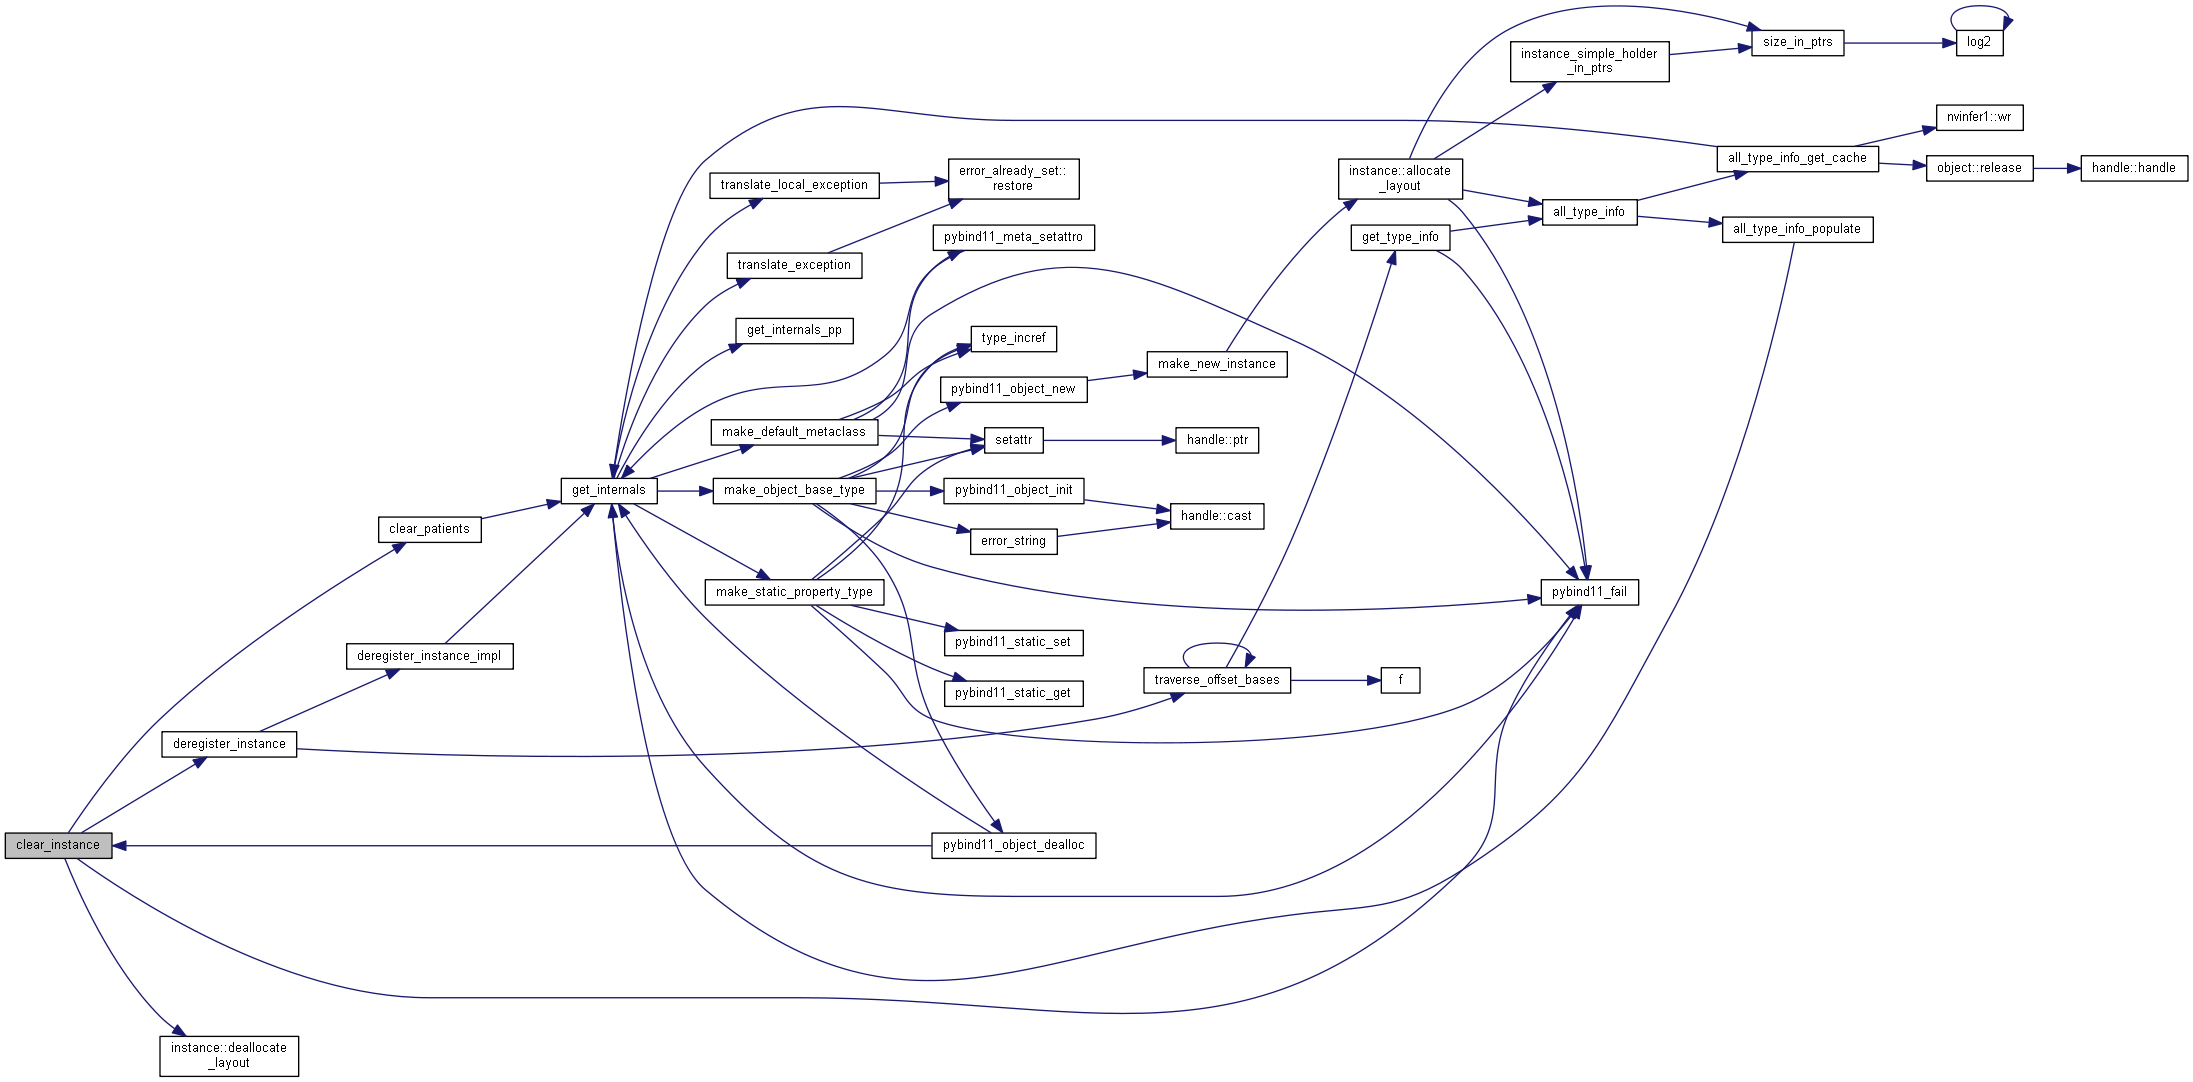 size_in_ptrs
log2
instance_simple_holder
_in_ptrs
nvinfer1::wr
all_type_info_get_cache
object::release
handle::handle
error_already_set::
restore
translate_local_exception
instance::allocate
_layout
all_type_info
all_type_info_populate
pybind11_meta_setattro
get_type_info
translate_exception
get_internals_pp
type_incref
make_new_instance
pybind11_object_new
make_default_metaclass
setattr
handle::ptr
get_internals
make_object_base_type
pybind11_object_init
handle::cast
clear_patients
error_string
make_static_property_type
pybind11_fail
pybind11_static_set
deregister_instance_impl
traverse_offset_bases
f
pybind11_static_get
deregister_instance
clear_instance
pybind11_object_dealloc
instance::deallocate
_layout